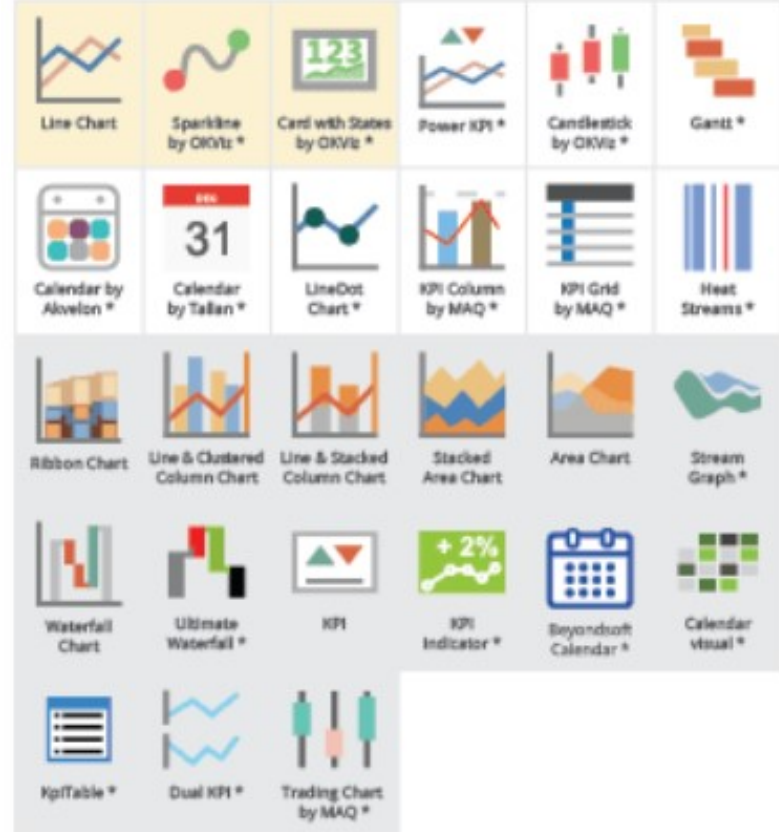 123
Line Chart
Sparkline
by OKViz *
Card with States
by OKViz *
Power KPI *
Candlestick
by OKViz *
Gantt *
DEC
31
Calendar by
Akvelon *
Calendar
by Tallan *
LineDot
Chart *
KPI Column
by MAQ *
KPI Grid
by MAQ *
Heat
Streams *
Ribbon Chart
Line & Clustered
Column Chart
Line & Stacked
Column Chart
Stacked
Area Chart
Area Chart
Stream
Graph *
+ 2%
Waterfall
Chart
Ultimate
Waterfall *
KPI
KPI
Indicator *
Beyondsoft
Calendar *
Calendar
visual *
KpiTable *
Dual KPI *
Trading Chart
by MAQ *